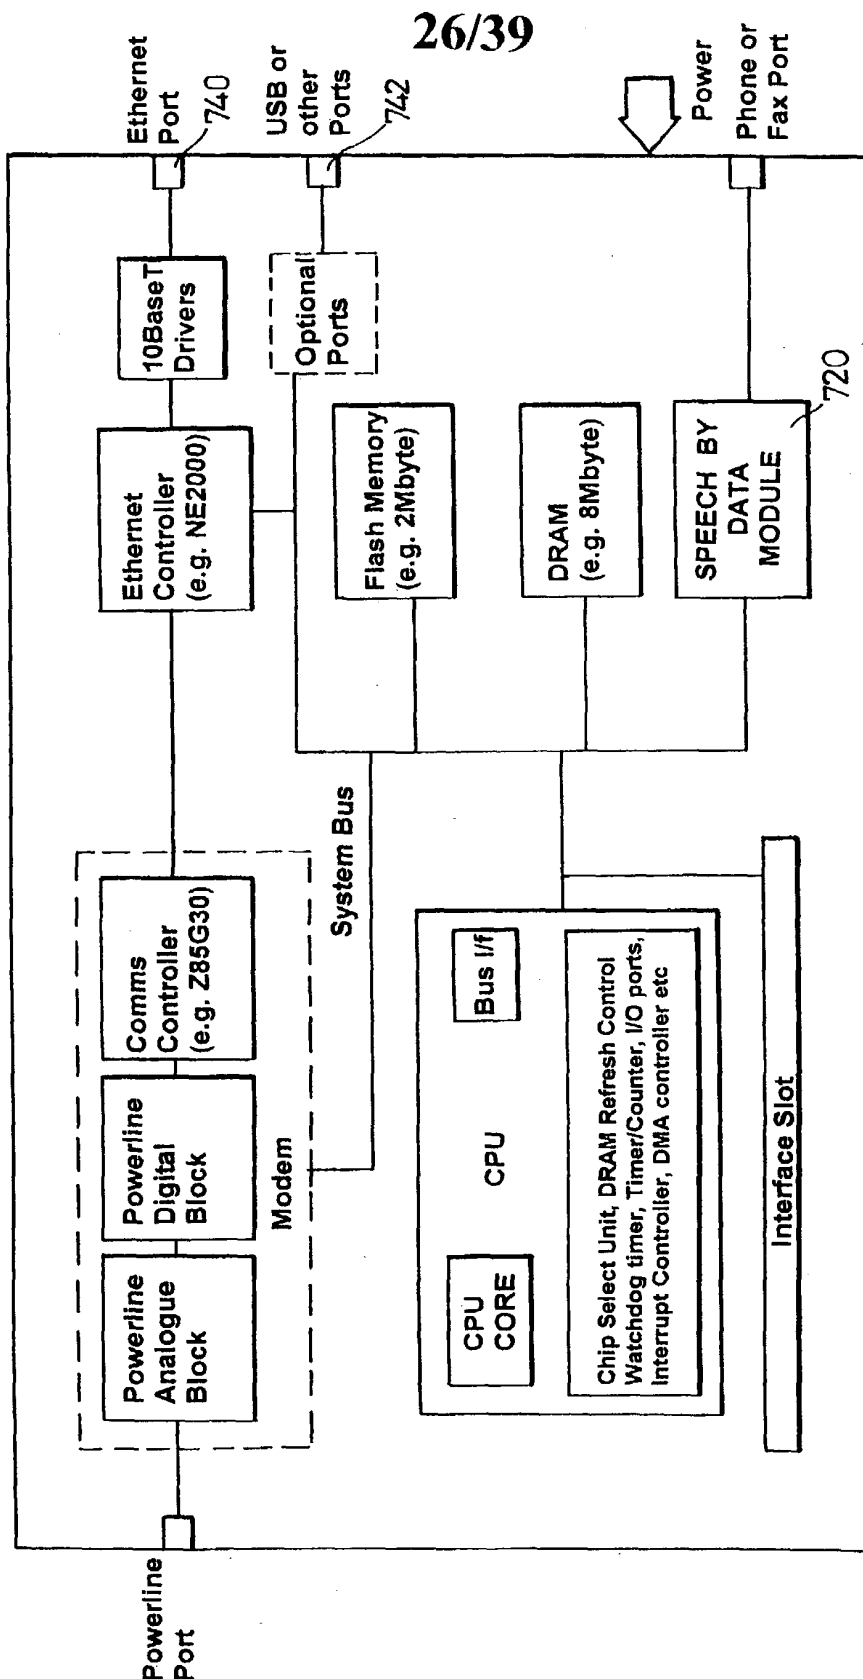 26/39
Powerline
Port
Powerline
Analogue
Block
Powerline
Digital
Block
Comms
Controller
(e.g. Z85G30)
Modem
Ethernet
Controller
(e.g. NE2000)
10BaseT
Drivers
Ethernet
Port
740
USB or
other
Ports
742
Optional
Ports
System Bus
Flash Memory
(e.g. 2Mbyte)
DRAM
(e.g. 8Mbyte)
SPEECH BY
DATA
MODULE
720
Power
Phone or
Fax Port
CPU
CORE
CPU
Bus I/f
Chip Select Unit, DRAM Refresh Control
Watchdog timer, Timer/Counter, I/O ports,
Interrupt Controller, DMA controller etc
Interface Slot